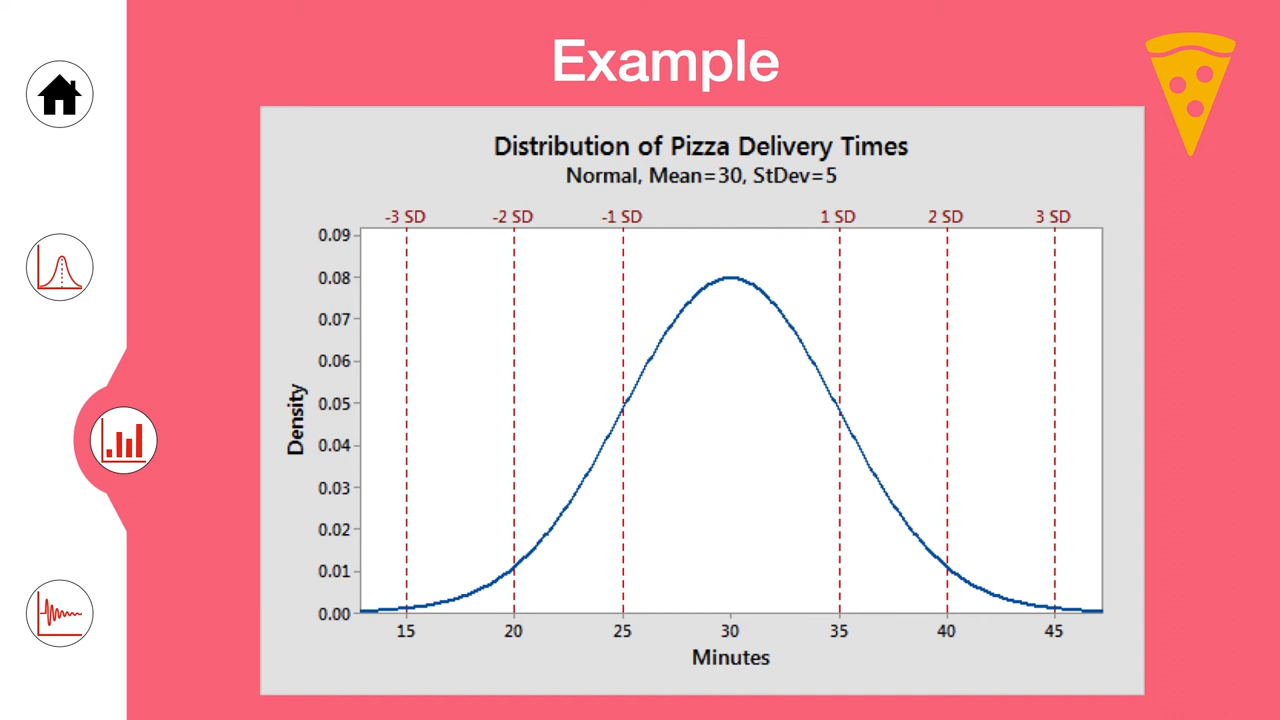 Example
Distribution of Pizza Delivery Times
Normal, Mean=30, StDev=5
-3 SD -2 SD -1 SD 1 SD 2 SD 3 SD
0.09
0.08
0.07
0.06
0.05
0.04
0.03
0.02
0.01
0.00
Density
15 20 25 30 35 40 45
Minutes